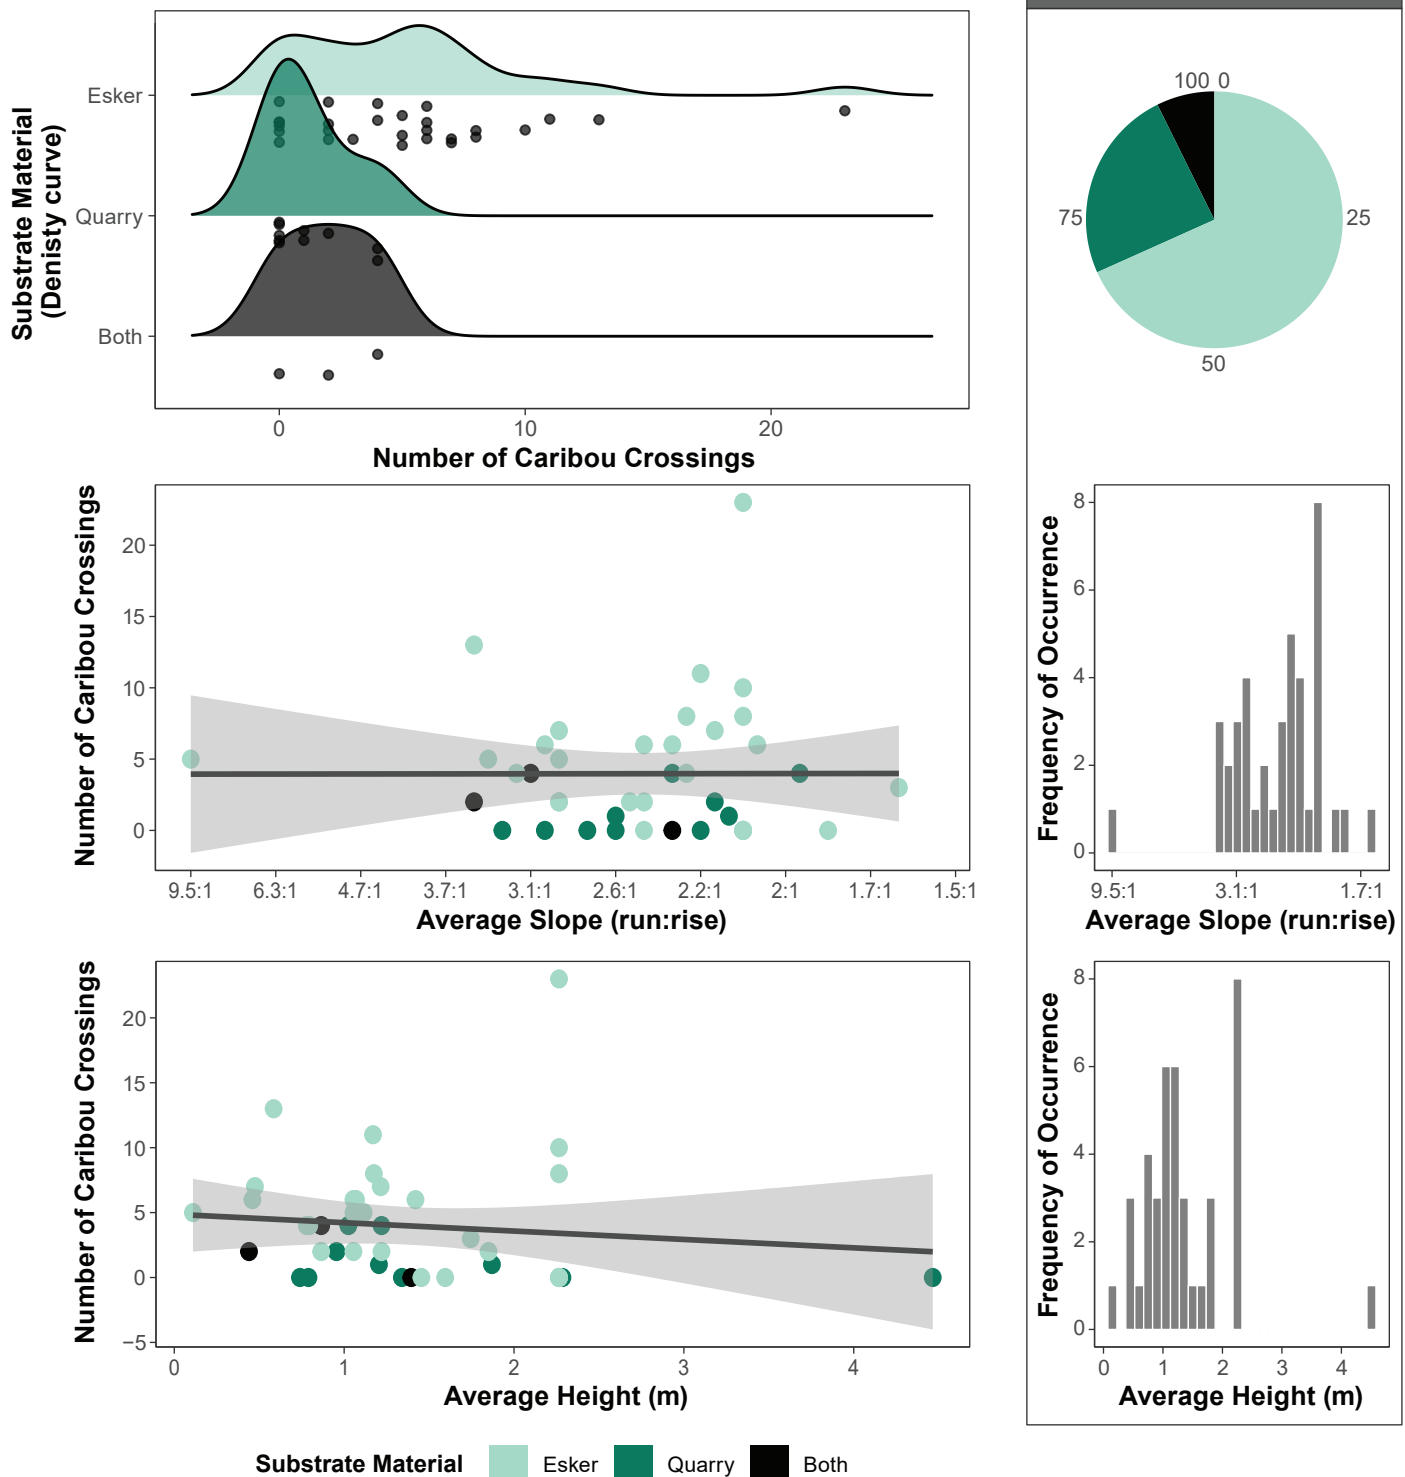 Substrate Material
(Denisty curve)
Esker
Quarry
Both
0 10 20
Number of Caribou Crossings
100 0
75 25
50
Number of Caribou Crossings
20
15
10
5
0
9.5:1 6.3:1 4.7:1 3.7:1 3.1:1 2.6:1 2.2:1 2:1 1.7:1 1.5:1
Average Slope (run:rise)
Frequency of Occurrence
8
6
4
2
0
9.5:1 3.1:1 1.7:1
Average Slope (run:rise)
Number of Caribou Crossings
20
15
10
5
0
−5
0 1 2 3 4
Average Height (m)
Frequency of Occurrence
8
6
4
2
0
0 1 2 3 4
Average Height (m)
Substrate Material Esker Quarry Both